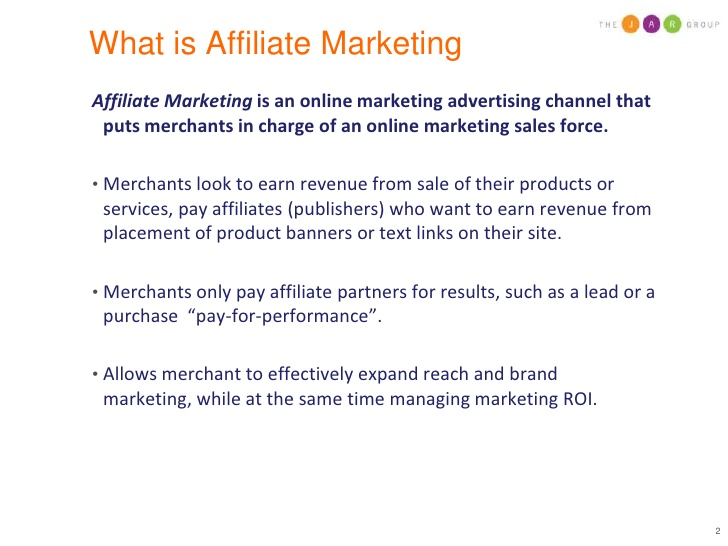 THE JAR GROUP
What is Affiliate Marketing
Affiliate Marketing is an online marketing advertising channel that
puts merchants in charge of an online marketing sales force.
• Merchants look to earn revenue from sale of their products or
services, pay affiliates (publishers) who want to earn revenue from
placement of product banners or text links on their site.
• Merchants only pay affiliate partners for results, such as a lead or a
purchase “pay-for-performance”.
• Allows merchant to effectively expand reach and brand
marketing, while at the same time managing marketing ROI.
2